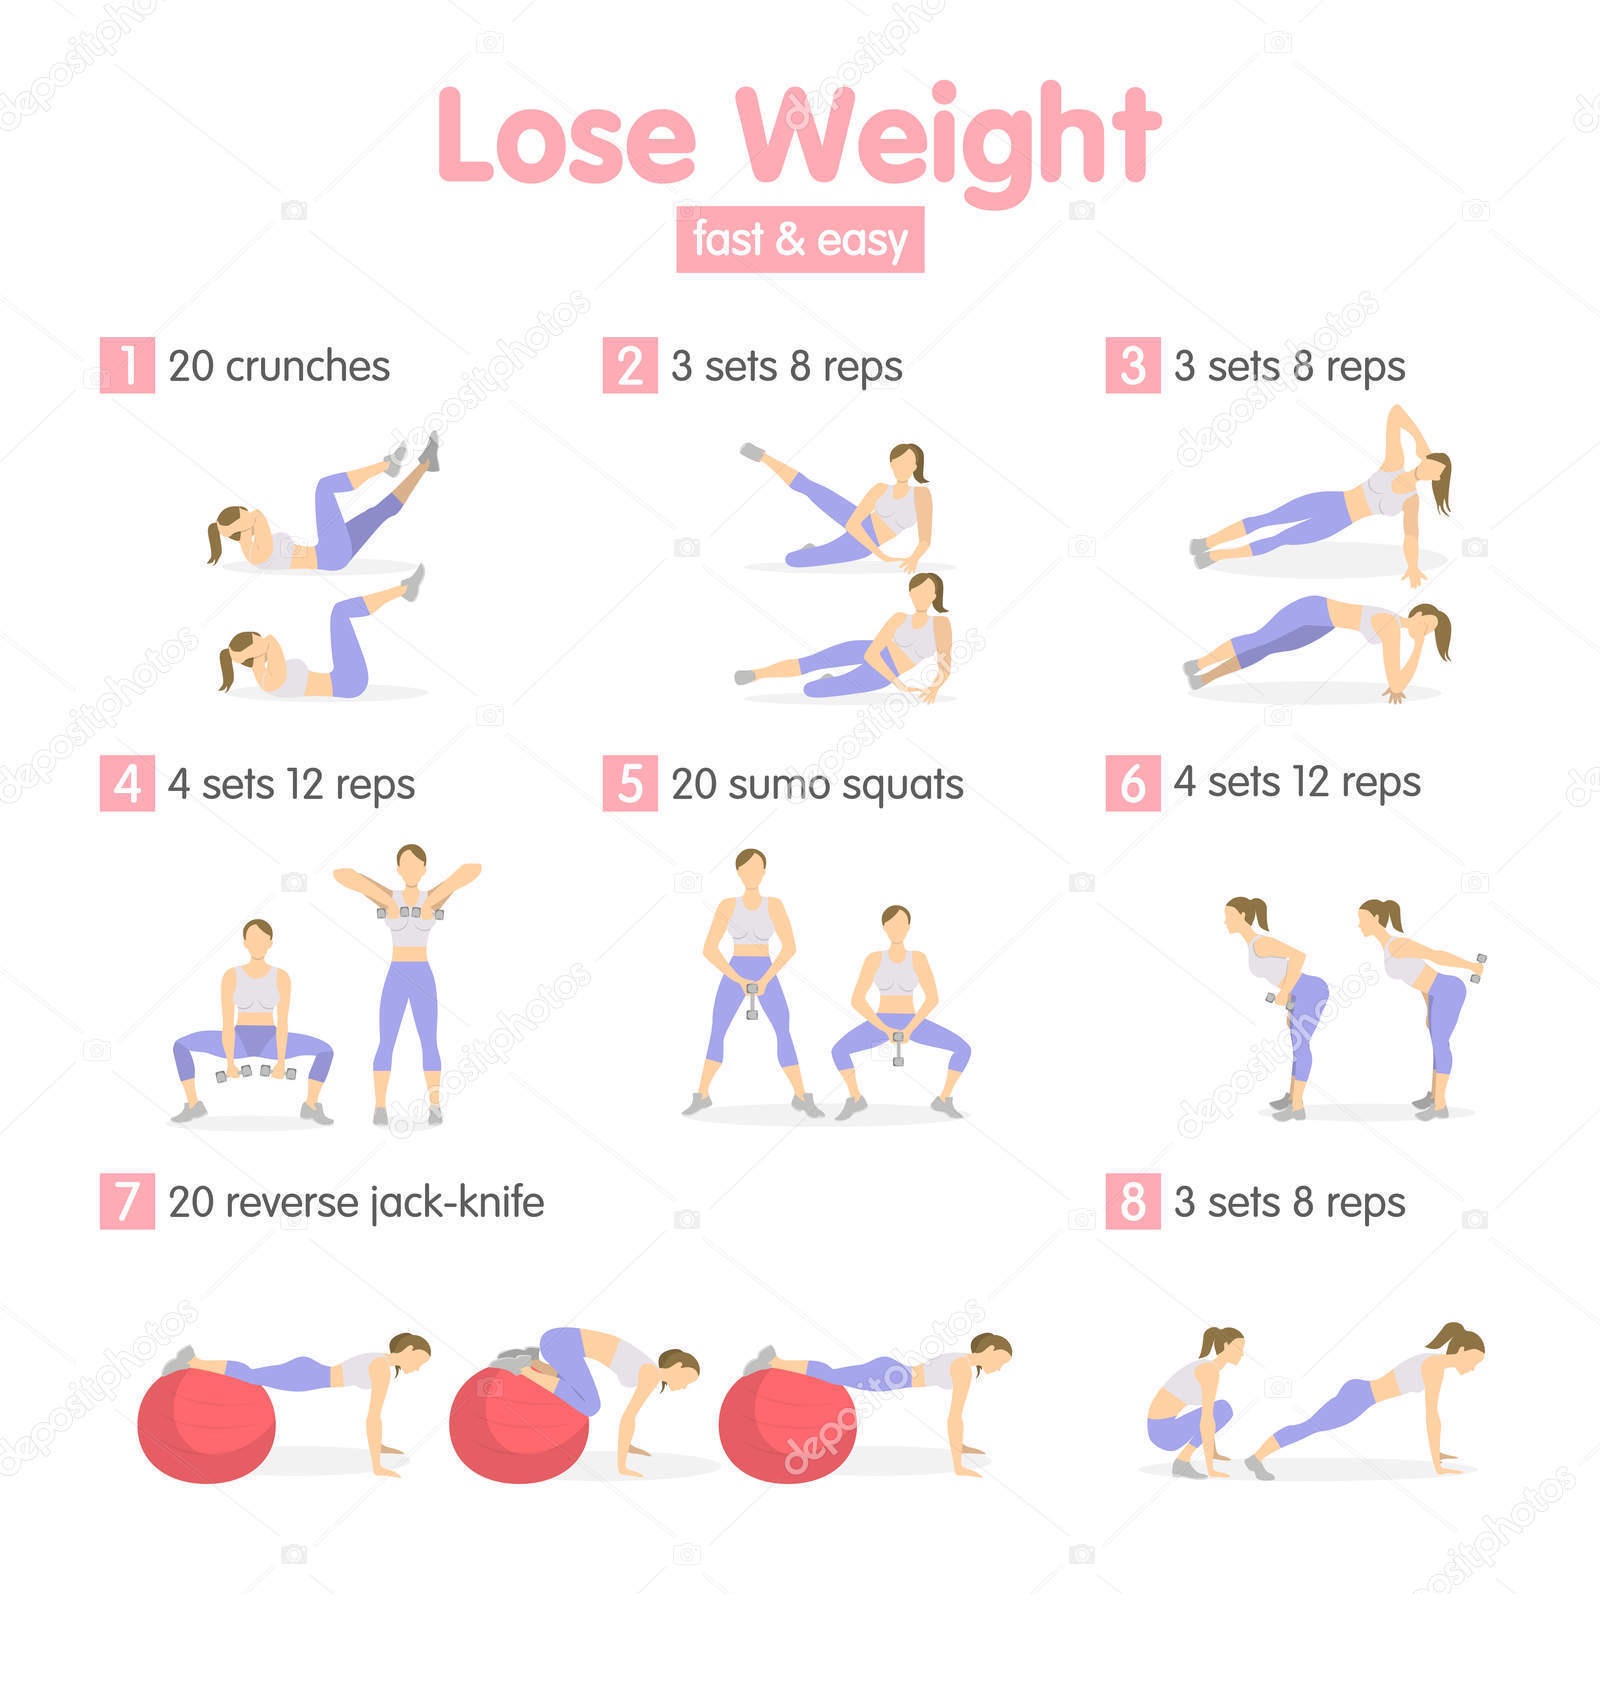 Lose Weight
fast & easy
1 20 crunches
2 3 sets 8 reps
3 3 sets 8 reps
4 4 sets 12 reps
5 20 sumo squats
6 4 sets 12 reps
7 20 reverse jack-knife
8 3 sets 8 reps
depositphotos